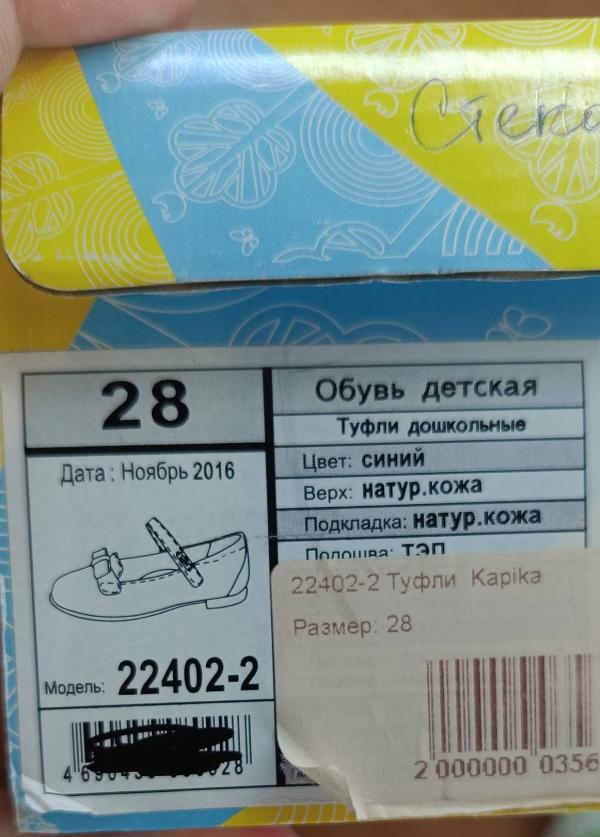 28
Дата : Ноябрь 2016
Модель: 22402-2
Обувь детская
Туфли дошкольные
Цвет: синий
Верх: натур.кожа
Подкладка: натур.кожа
Подошва: ТЭП
22402-2 Туфли Kapika
Размер: 28
2 000000 0356